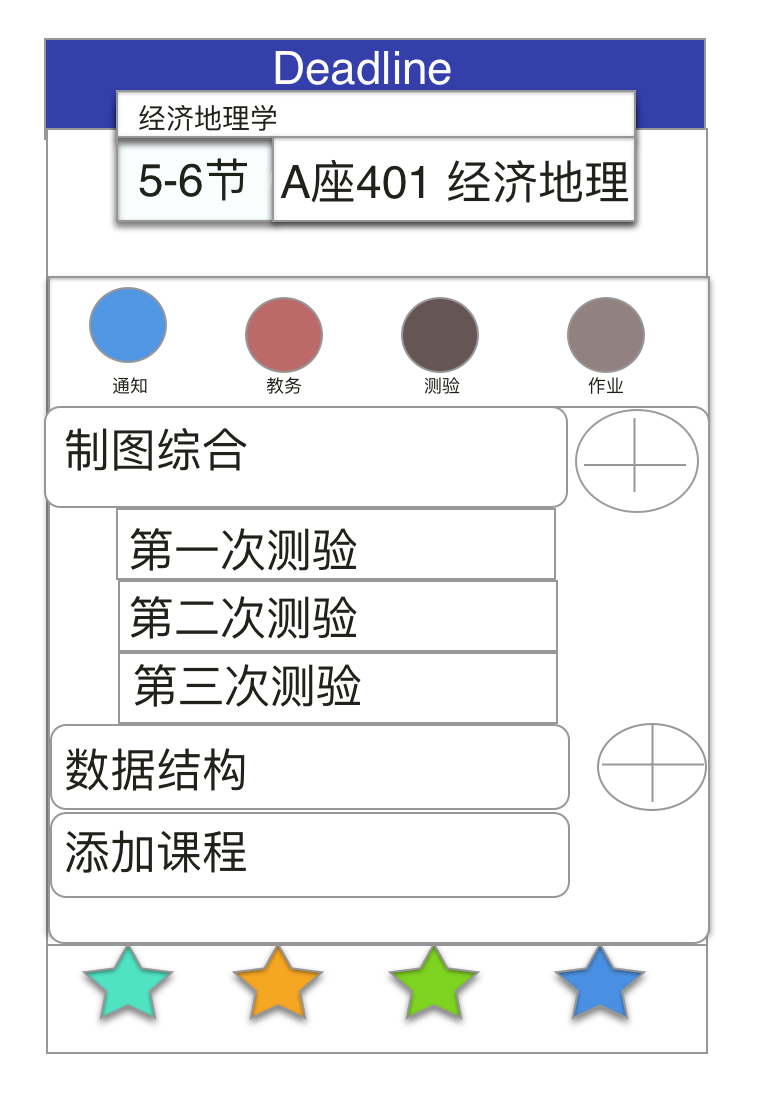 Deadline
经济地理学
5-6节
A座401 经济地理
通知 教务 测验 作业
制图综合
第一次测验
第二次测验
第三次测验
数据结构
添加课程